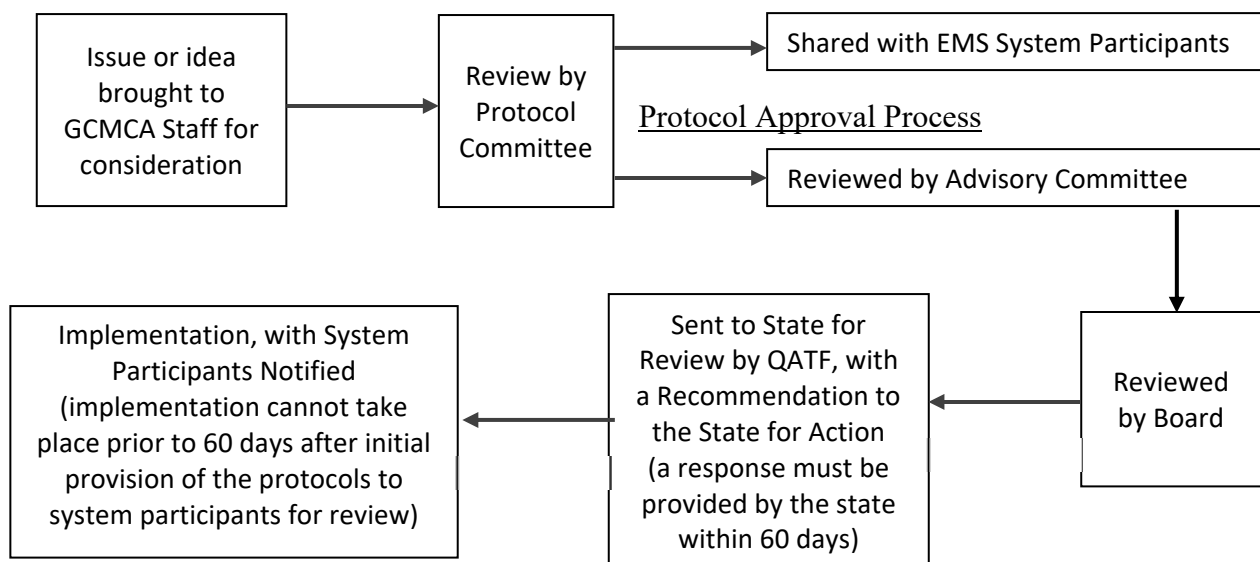 Issue or idea
brought to
GCMCA Staff for
consideration
Review by
Protocol
Committee
Shared with EMS System Participants
Protocol Approval Process
Reviewed by Advisory Committee
Reviewed
by Board
Sent to State for
Review by QATF, with
a Recommendation to
the State for Action
(a response must be
provided by the state
within 60 days)
Implementation, with System
Participants Notified
(implementation cannot take
place prior to 60 days after initial
provision of the protocols to
system participants for review)